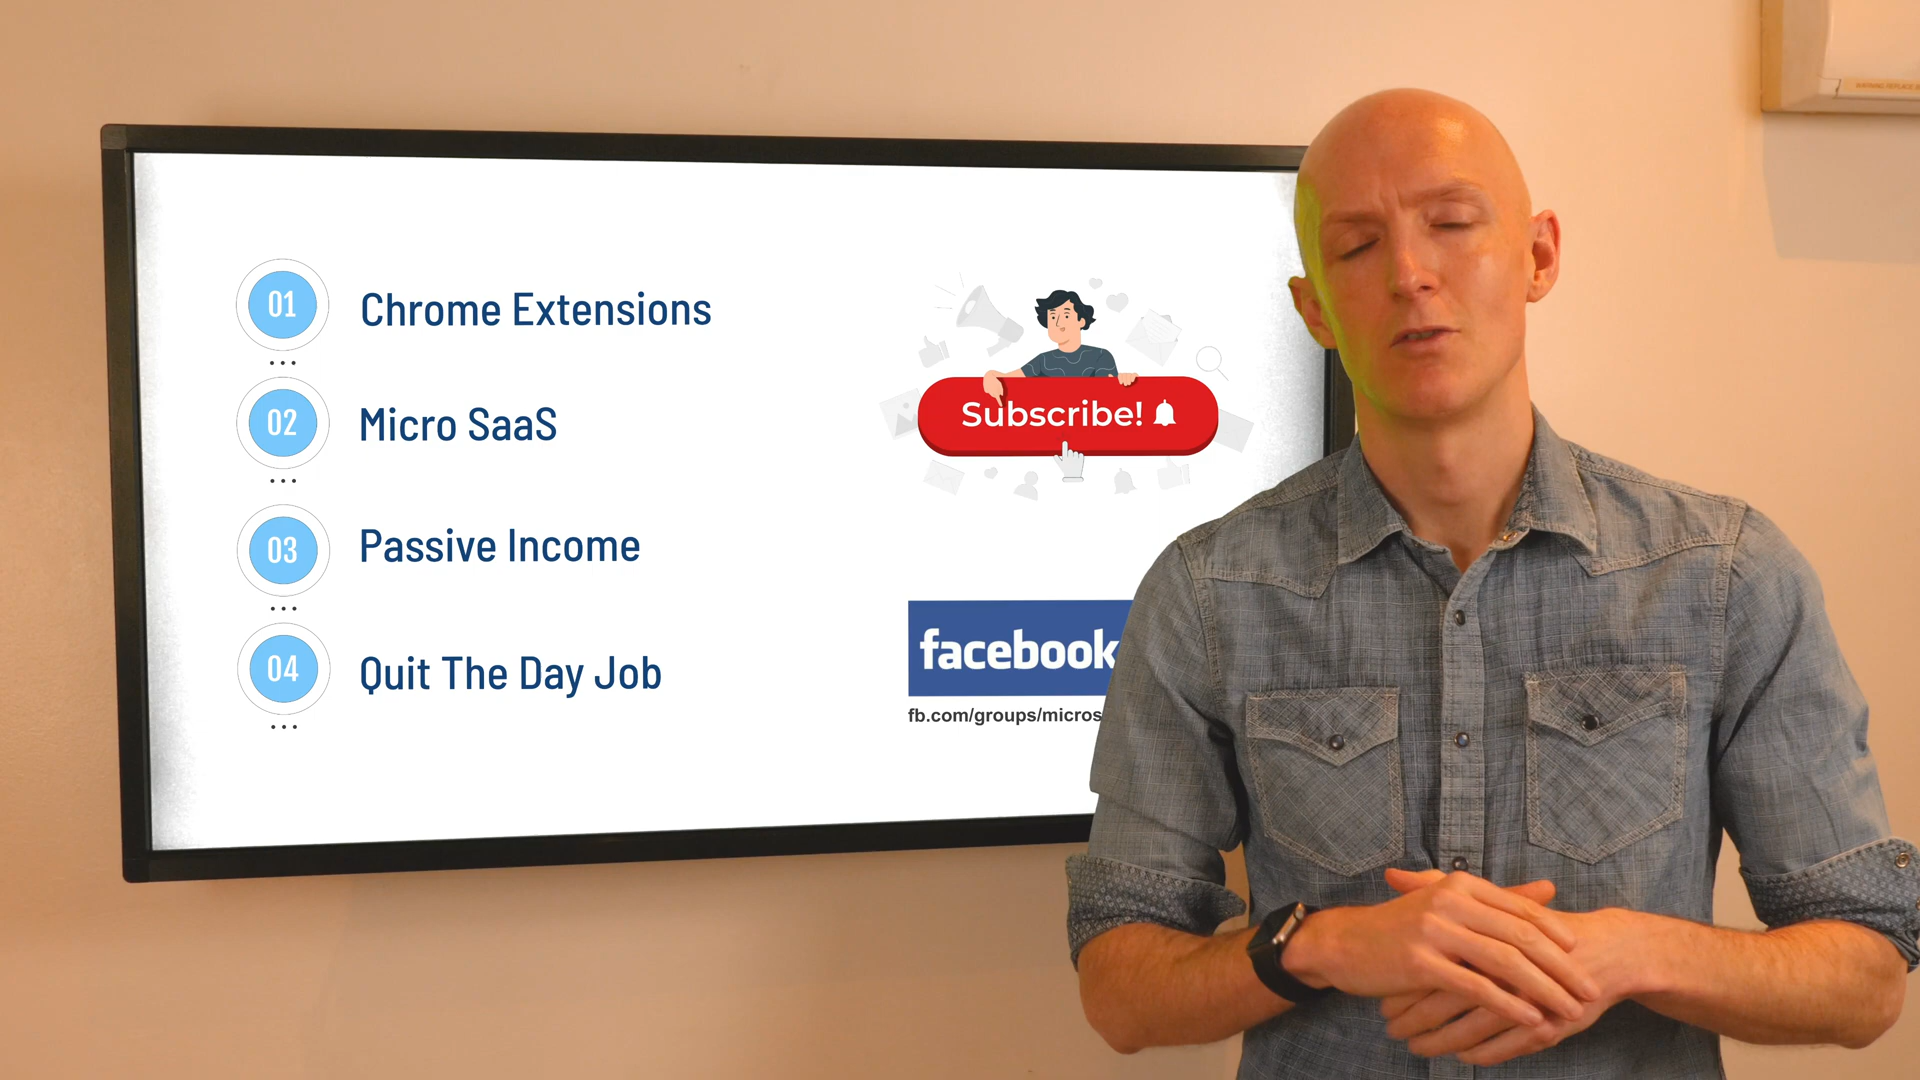 01 Chrome Extensions
02 Micro SaaS
03 Passive Income
04 Quit The Day Job
Subscribe!
facebook
fb.com/groups/micros